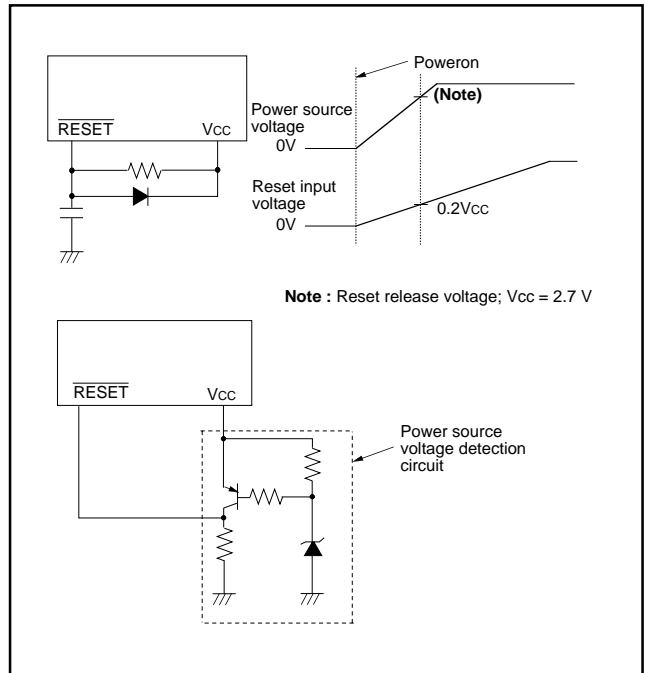 Poweron
(Note)
Power source
voltage
0V
RESET VCC
Reset input
voltage
0V
0.2VCC
Note : Reset release voltage; Vcc = 2.7 V
RESET VCC
Power source
voltage detection
circuit